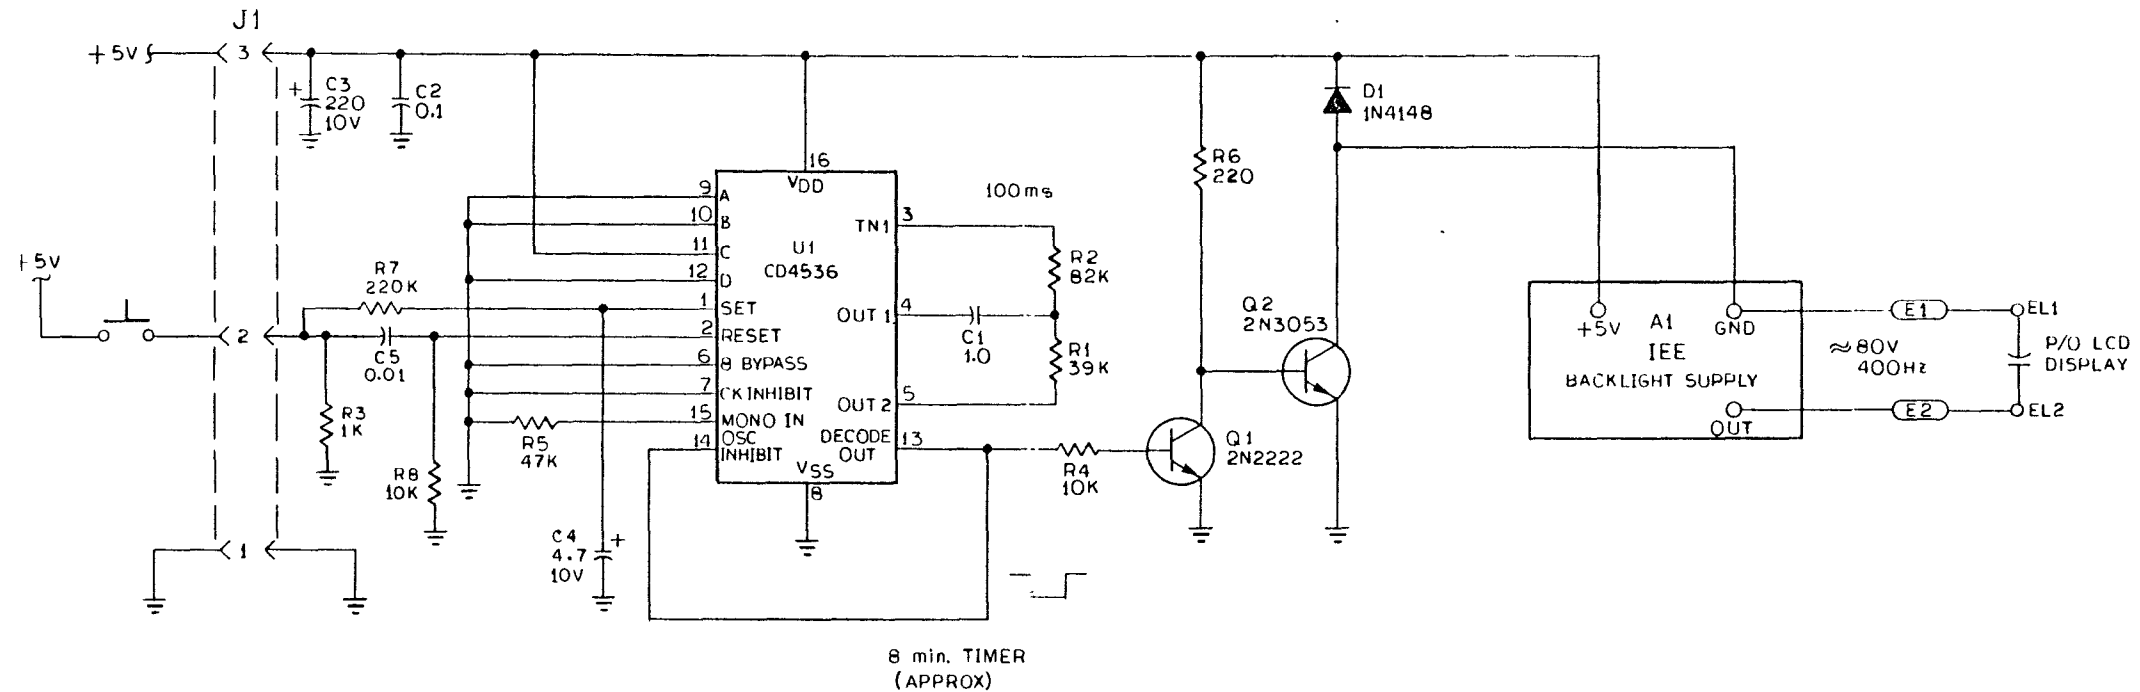 J1
+5V
3
C3
220
10V
+
C2
0.1
+5V
2
1
R7
220K
C5
0.01
R3
1K
R8
10K
R5
47K
C4
4.7
10V
+
16
VDD
U1
CD4536
9
A
10
B
11
C
12
D
1
SET
2
RESET
6
8 BYPASS
7
CK INHIBIT
15
MONO IN
14
OSC
INHIBIT
VSS
8
TN1
3
OUT 1
4
OUT 2
5
DECODE
OUT
13
100ms
R2
82K
C1
1.0
R1
39K
R4
10K
8 min. TIMER
(APPROX)
R6
220
Q1
2N2222
Q2
2N3053
D1
1N4148
+5V
A1
IEE
BACKLIGHT SUPPLY
GND
OUT
≈80V
400Hz
E1
E2
EL1
EL2
P/O LCD
DISPLAY